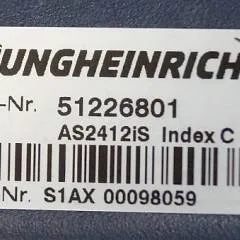 JUNGHEINRICH
-Nr. 51226801
AS2412iS Index C
Nr. S1AX 00098059